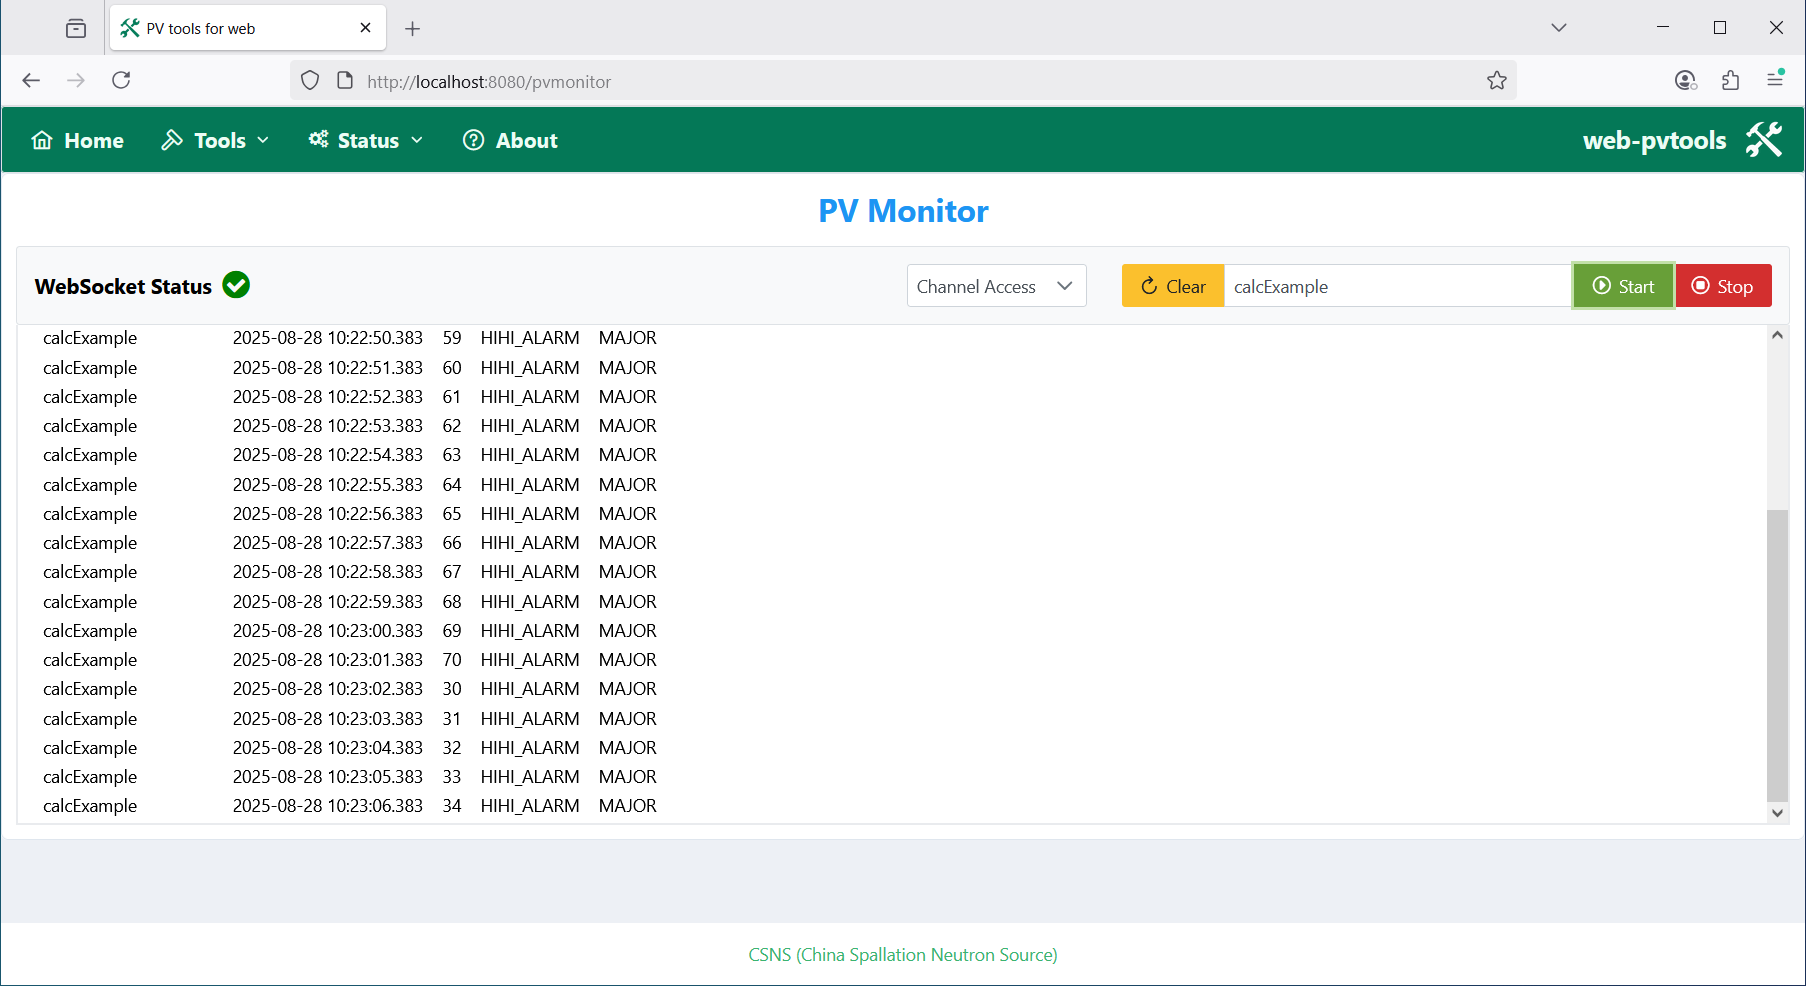 PV tools for web
http://localhost:8080/pvmonitor
Home Tools Status About web-pvtools
PV Monitor
WebSocket Status Channel Access Clear calcExample Start Stop
calcExample 2025-08-28 10:22:50.383 59 HIHI_ALARM MAJOR
calcExample 2025-08-28 10:22:51.383 60 HIHI_ALARM MAJOR
calcExample 2025-08-28 10:22:52.383 61 HIHI_ALARM MAJOR
calcExample 2025-08-28 10:22:53.383 62 HIHI_ALARM MAJOR
calcExample 2025-08-28 10:22:54.383 63 HIHI_ALARM MAJOR
calcExample 2025-08-28 10:22:55.383 64 HIHI_ALARM MAJOR
calcExample 2025-08-28 10:22:56.383 65 HIHI_ALARM MAJOR
calcExample 2025-08-28 10:22:57.383 66 HIHI_ALARM MAJOR
calcExample 2025-08-28 10:22:58.383 67 HIHI_ALARM MAJOR
calcExample 2025-08-28 10:22:59.383 68 HIHI_ALARM MAJOR
calcExample 2025-08-28 10:23:00.383 69 HIHI_ALARM MAJOR
calcExample 2025-08-28 10:23:01.383 70 HIHI_ALARM MAJOR
calcExample 2025-08-28 10:23:02.383 30 HIHI_ALARM MAJOR
calcExample 2025-08-28 10:23:03.383 31 HIHI_ALARM MAJOR
calcExample 2025-08-28 10:23:04.383 32 HIHI_ALARM MAJOR
calcExample 2025-08-28 10:23:05.383 33 HIHI_ALARM MAJOR
calcExample 2025-08-28 10:23:06.383 34 HIHI_ALARM MAJOR
CSNS (China Spallation Neutron Source)